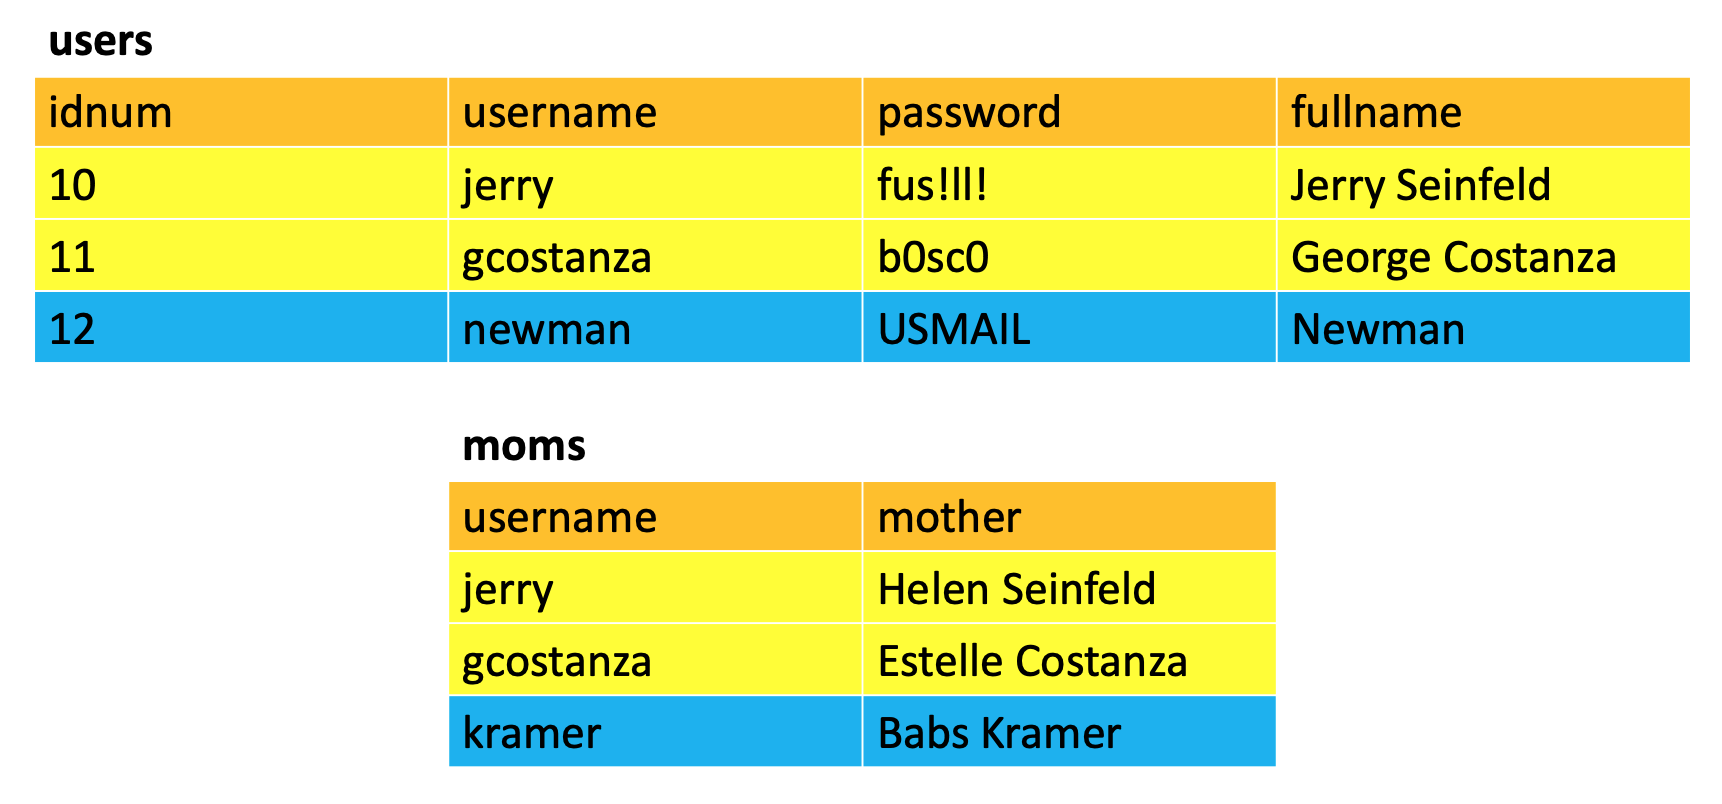 users
idnum username password fullname
10 jerry fus!ll! Jerry Seinfeld
11 gcostanza b0sc0 George Costanza
12 newman USMAIL Newman
moms
username mother
jerry Helen Seinfeld
gcostanza Estelle Costanza
kramer Babs Kramer